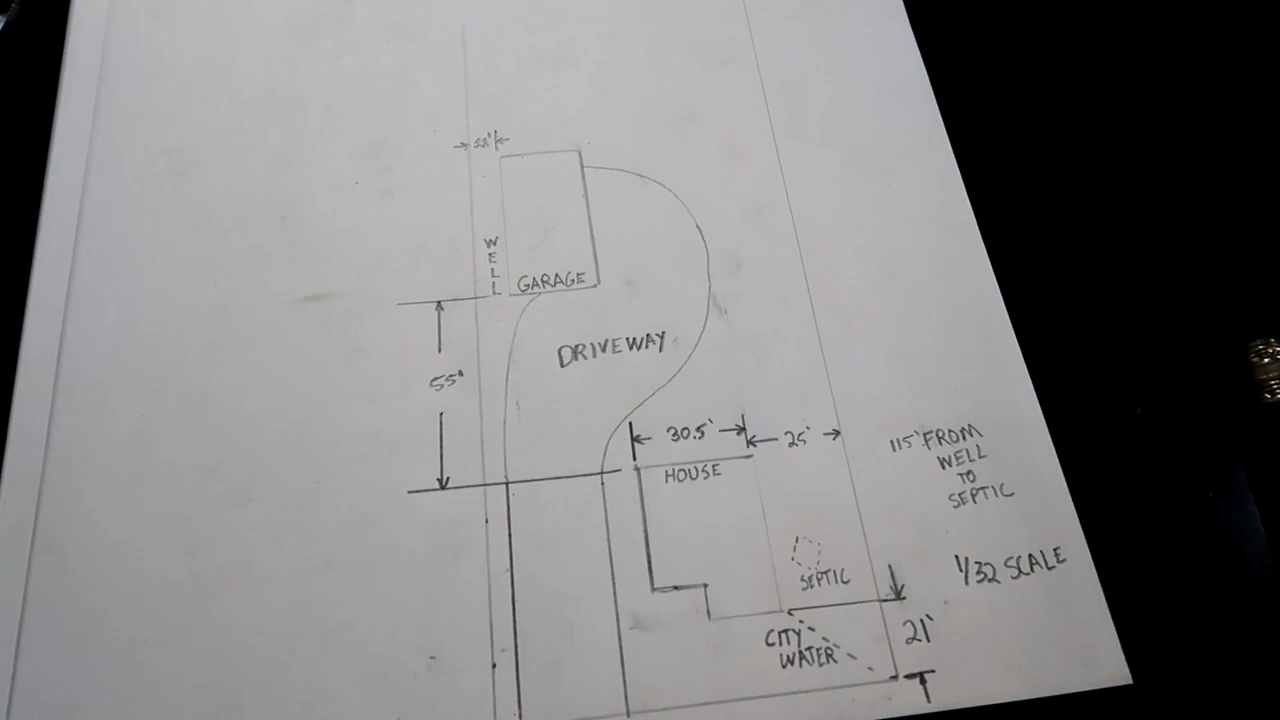 WELL
GARAGE
DRIVEWAY
55'
30.5'
25'
HOUSE
115' FROM
WELL
TO
SEPTIC
SEPTIC
1/32 SCALE
CITY
WATER
21'